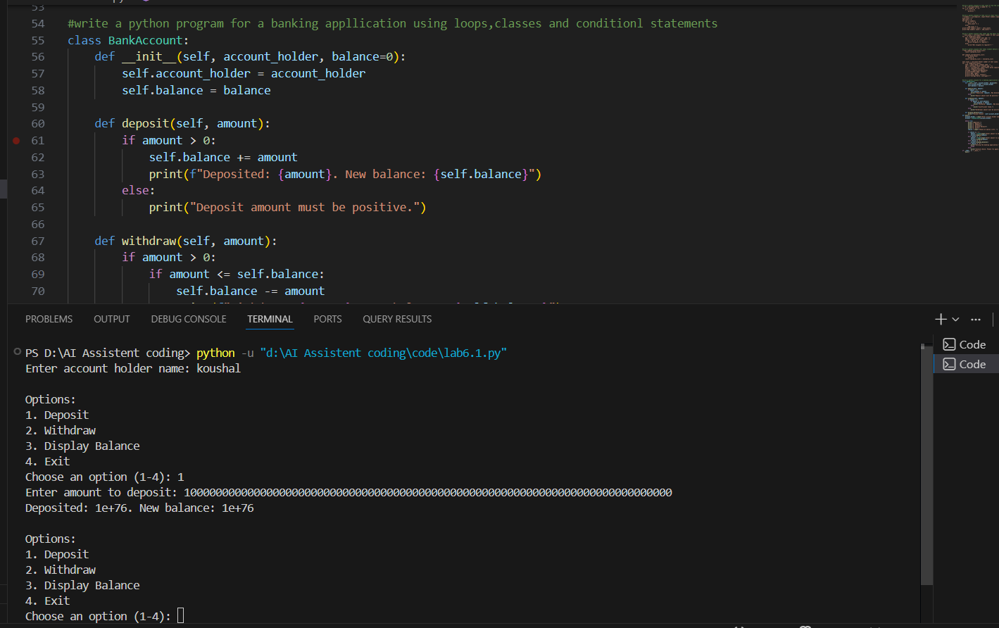 53
54 #write a python program for a banking appllication using loops,classes and conditionl statements
55 class BankAccount:
56 def __init__(self, account_holder, balance=0):
57 self.account_holder = account_holder
58 self.balance = balance
59
60 def deposit(self, amount):
61 if amount > 0:
62 self.balance += amount
63 print(f"Deposited: {amount}. New balance: {self.balance}")
64 else:
65 print("Deposit amount must be positive.")
66
67 def withdraw(self, amount):
68 if amount > 0:
69 if amount <= self.balance:
70 self.balance -= amount
PROBLEMS OUTPUT DEBUG CONSOLE TERMINAL PORTS QUERY RESULTS
PS D:\AI Assistent coding> python -u "d:\AI Assistent coding\code\lab6.1.py"
Enter account holder name: koushal
Options:
1. Deposit
2. Withdraw
3. Display Balance
4. Exit
Choose an option (1-4): 1
Enter amount to deposit: 10000000000000000000000000000000000000000000000000000000000000000000000000000
Deposited: 1e+76. New balance: 1e+76
Options:
1. Deposit
2. Withdraw
3. Display Balance
4. Exit
Choose an option (1-4):
Code
Code